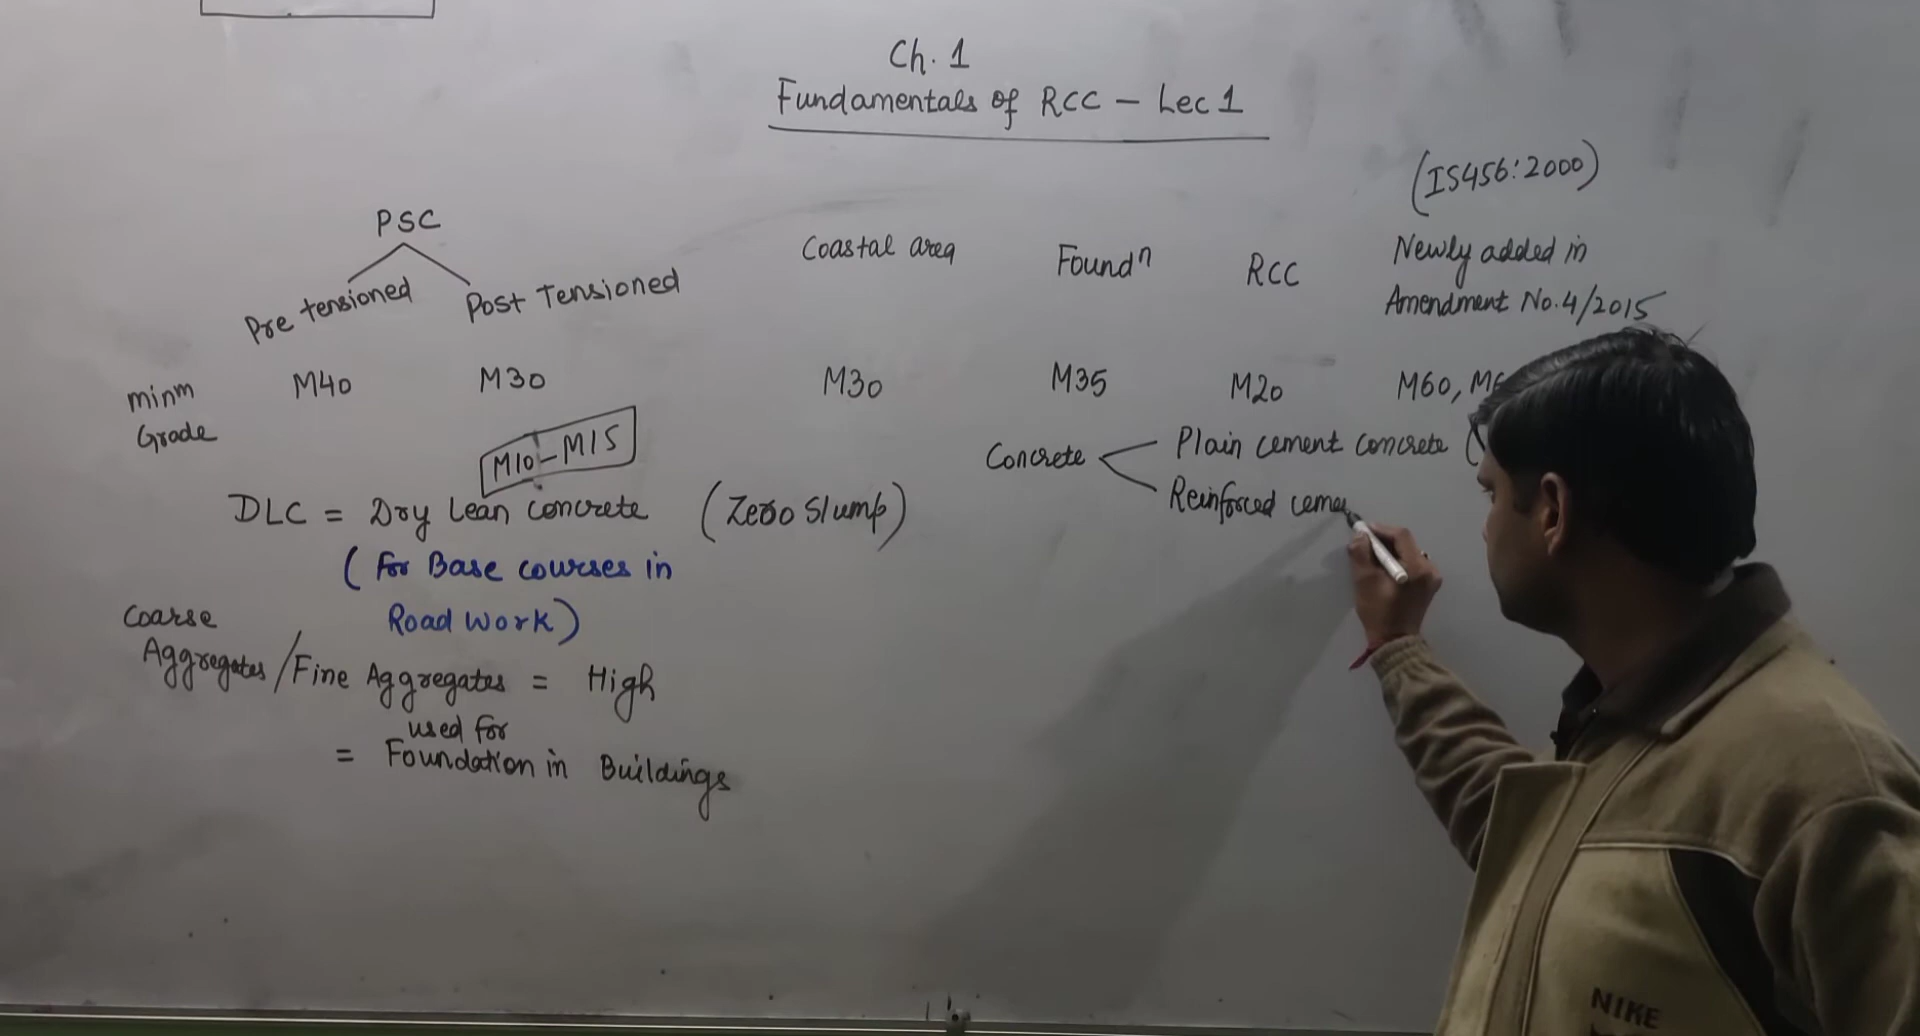 Ch. 1
Fundamentals of RCC - Lec 1
(IS456:2000)
PSC
Pre tensioned
Post Tensioned
Coastal area
Foundⁿ
RCC
Newly added in
Amendment No.4/2015
minm
Grade
M40
M30
M30
M35
M20
M60,
M10-M15
DLC = Dry lean concrete (Zero Slump)
(for Base courses in
Road Work)
Concrete
Plain cement concrete (
Reinforced ceme
Coarse
Aggregates/Fine Aggregates = High
used for
= Foundation in Buildings
NIKE